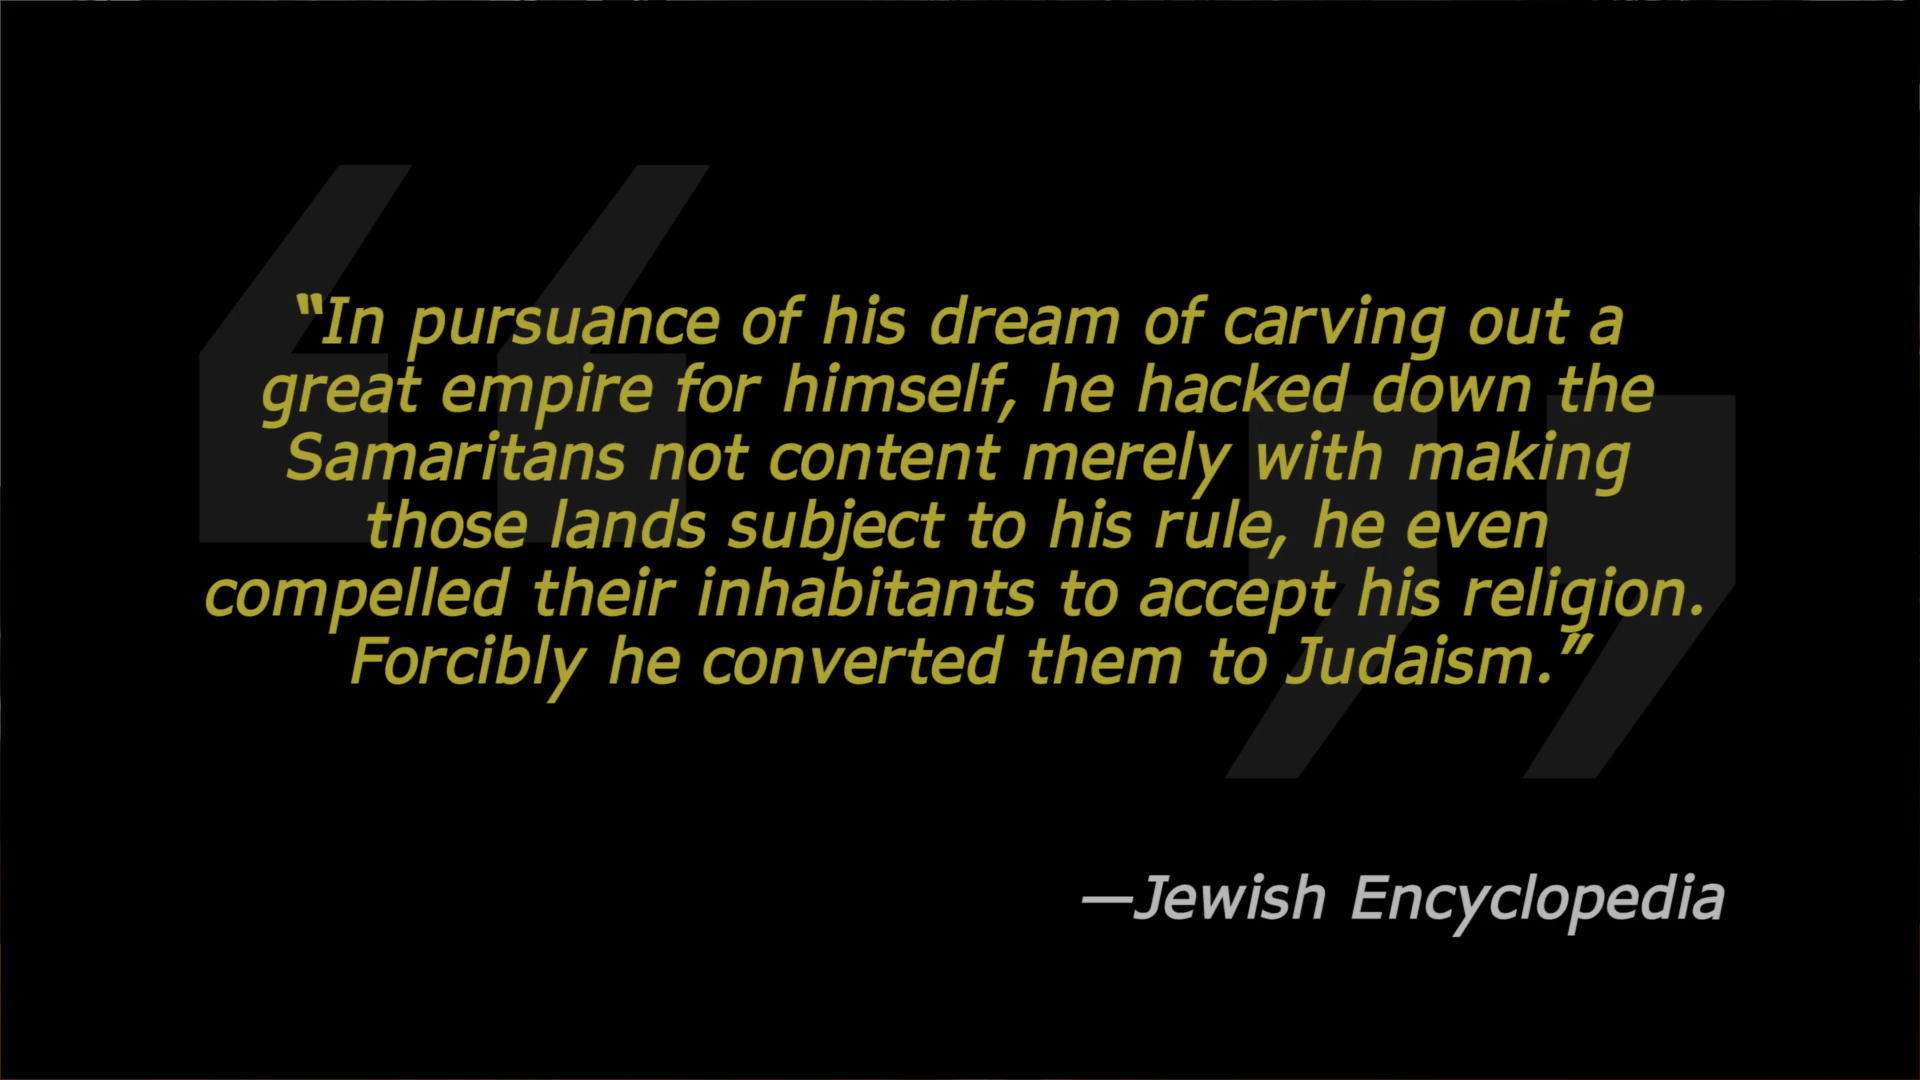 “In pursuance of his dream of carving out a
great empire for himself, he hacked down the
Samaritans not content merely with making
those lands subject to his rule, he even
compelled their inhabitants to accept his religion.
Forcibly he converted them to Judaism.”
—Jewish Encyclopedia